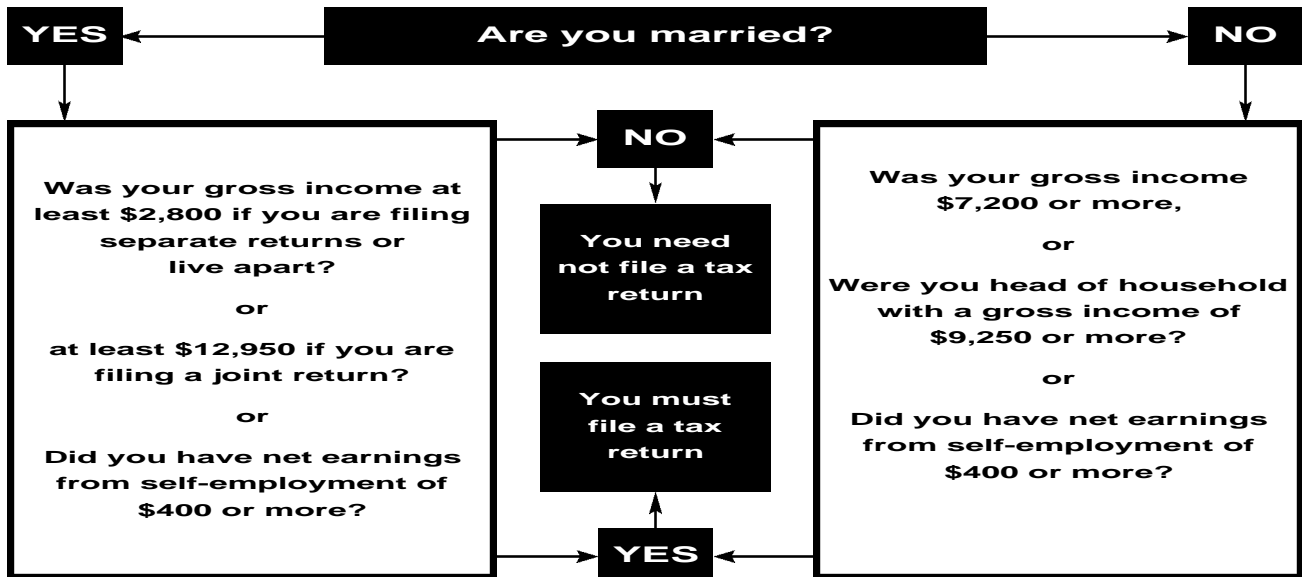 YES
Are you married?
NO
Was your gross income at
least $2,800 if you are filing
separate returns or
live apart?
or
at least $12,950 if you are
filing a joint return?
or
Did you have net earnings
from self-employment of
$400 or more?
NO
You need
not file a tax
return
You must
file a tax
return
YES
Was your gross income
$7,200 or more,
or
Were you head of household
with a gross income of
$9,250 or more?
or
Did you have net earnings
from self-employment of
$400 or more?